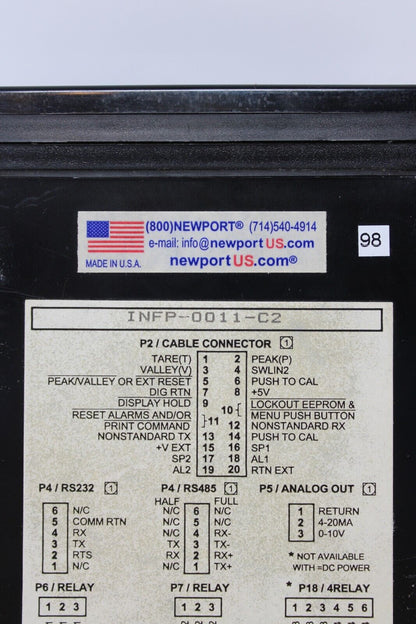 (800)NEWPORT® (714)540-4914
e-mail: info@newportUS.com
MADE IN U.S.A. newportUS.com®
98
INFP-0011-C2
P2 / CABLE CONNECTOR 1
TARE(T) 1 2 PEAK(P)
VALLEY(V) 3 4 SWLIN2
PEAK/VALLEY OR EXT RESET 5 6 PUSH TO CAL
DIG RTN 7 8 +5V
DISPLAY HOLD 9 10 LOCKOUT EEPROM &
RESET ALARMS AND/OR 11 MENU PUSH BUTTON
PRINT COMMAND 12 NONSTANDARD RX
NONSTANDARD TX 13 14 PUSH TO CAL
+V EXT 15 16 SP1
SP2 17 18 AL1
AL2 19 20 RTN EXT
P4 / RS232 1
6 N/C
5 COMM RTN
4 RX
3 TX
2 RTS
1 N/C
P4 / RS485 1
HALF FULL
N/C 6 N/C
N/C 5 N/C
N/C 4 RX-
TX 3 TX-
RX 2 RX+
N/C 1 TX+
P5 / ANALOG OUT 1
1 RETURN
2 4-20MA
3 0-10V
* NOT AVAILABLE
WITH =DC POWER
P6 / RELAY
1 2 3
P7 / RELAY
1 2 3
* P18 / 4RELAY
1 2 3 4 5 6